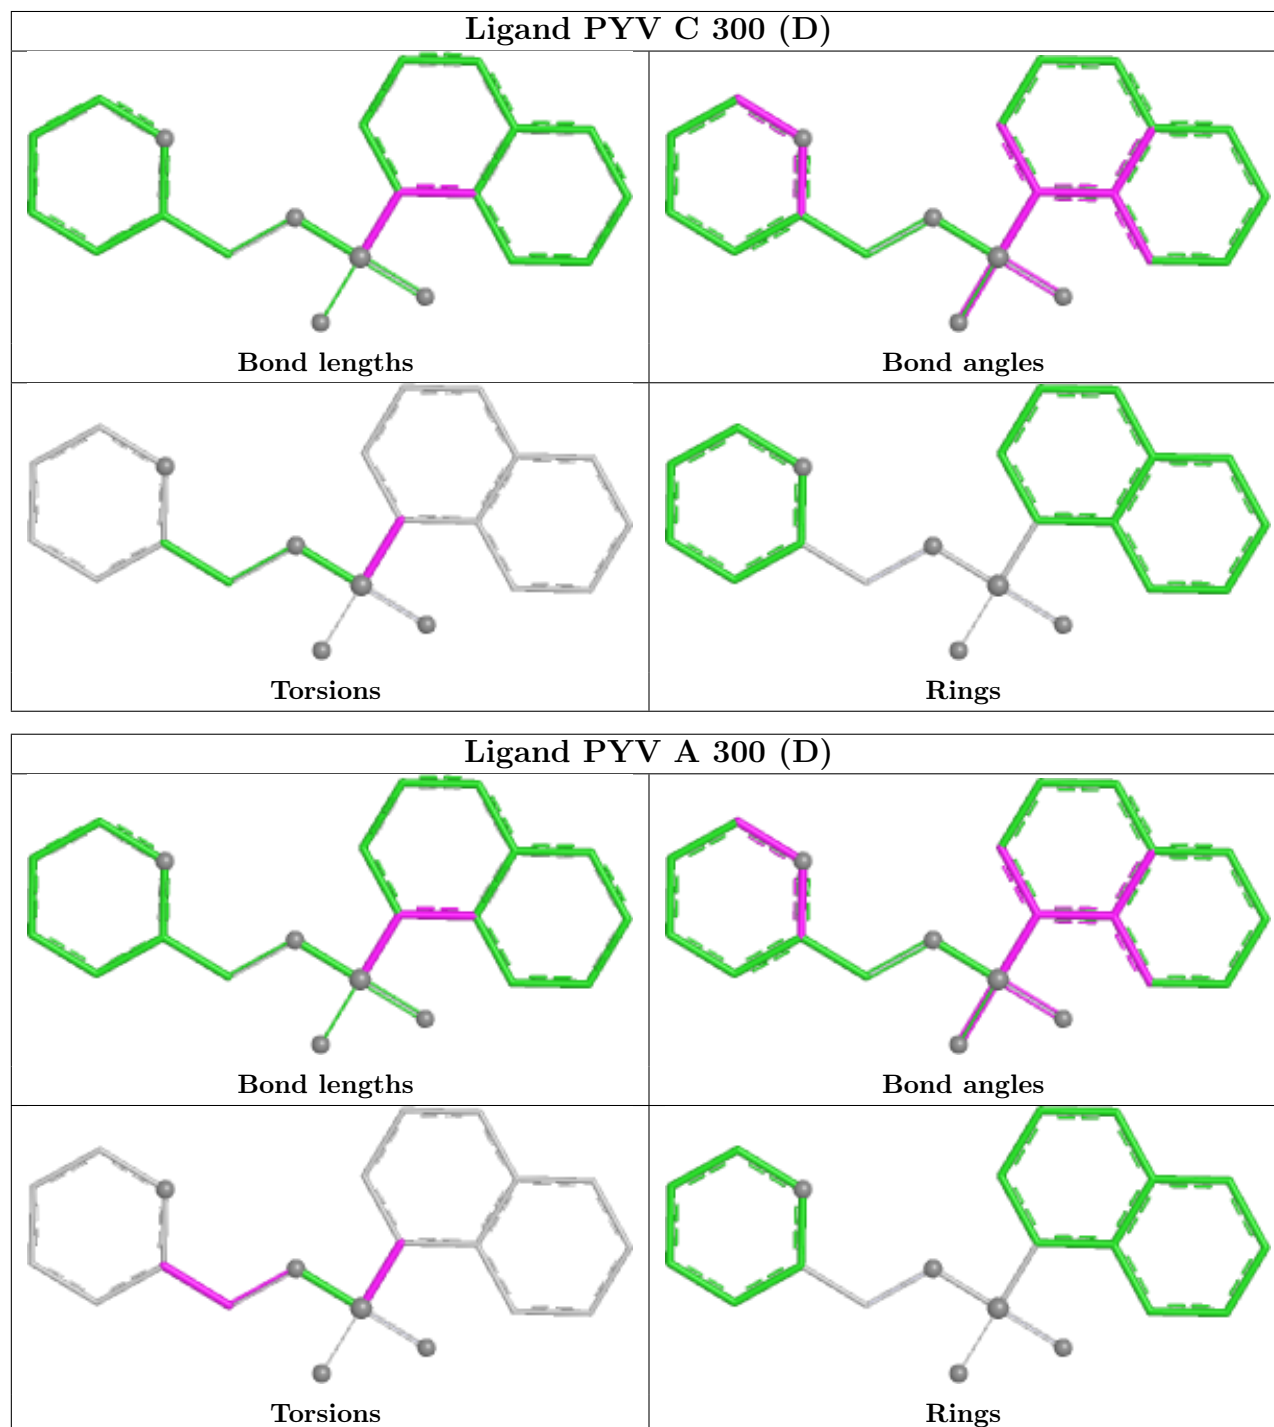 Ligand PYV C 300 (D)
Bond lengths
Bond angles
Torsions
Rings
Ligand PYV A 300 (D)
Bond lengths
Bond angles
Torsions
Rings